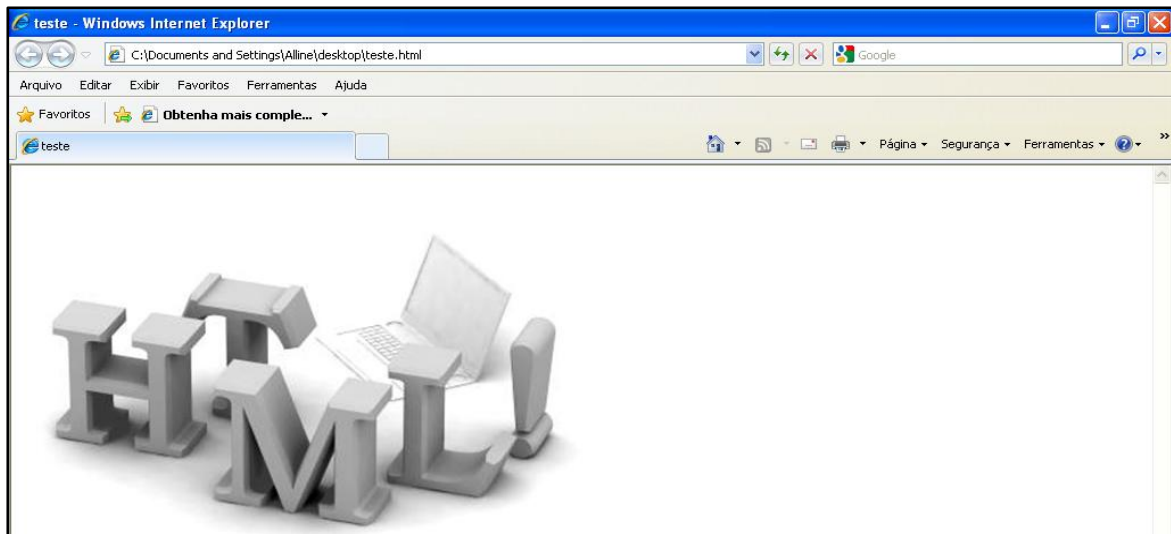 teste - Windows Internet Explorer
C:\Documents and Settings\Alline\desktop\teste.html
Google
Arquivo Editar Exibir Favoritos Ferramentas Ajuda
Favoritos Obtenha mais comple...
teste Página Segurança Ferramentas »
HTML!